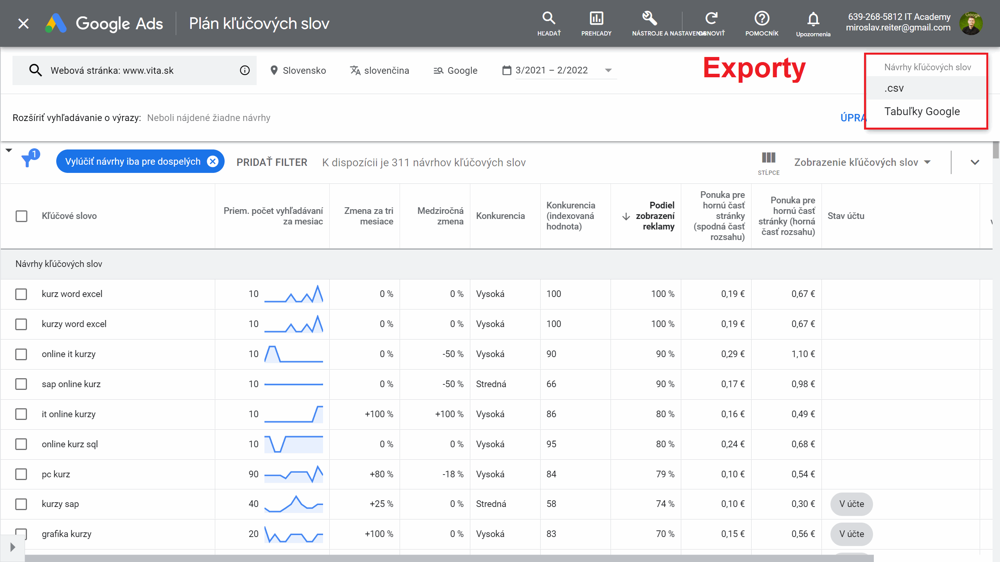 Google Ads
Plán kľúčových slov
HĽADAŤ
PREHĽADY
NÁSTROJE A NASTAVENIA
OBNOVIŤ
POMOCNÍK
Upozornenia
639-268-5812 IT Academy
miroslav.reiter@gmail.com
Webová stránka: www.vita.sk
Slovensko
slovenčina
Google
3/2021 – 2/2022
Exporty
Návrhy kľúčových slov
.csv
Tabuľky Google
Rozšíriť vyhľadávanie o výrazy: Neboli nájdené žiadne návrhy
ÚPRA
1
Vylúčiť návrhy iba pre dospelých
PRIDAŤ FILTER
K dispozícii je 311 návrhov kľúčových slov
STĹPCE
Zobrazenie kľúčových slov
Kľúčové slovo
Priem. počet vyhľadávaní
za mesiac
Zmena za tri
mesiace
Medziročná
zmena
Konkurencia
Konkurencia
(indexovaná
hodnota)
Podiel
zobrazení
reklamy
Ponuka pre
hornú časť
stránky
(spodná časť
rozsahu)
Ponuka pre
hornú časť
stránky (horná
časť rozsahu)
Stav účtu
Návrhy kľúčových slov
kurz word excel 10 0 % 0 % Vysoká 100 100 % 0,19 € 0,67 €
kurzy word excel 10 0 % 0 % Vysoká 100 100 % 0,19 € 0,67 €
online it kurzy 10 0 % -50 % Vysoká 90 90 % 0,29 € 1,10 €
sap online kurz 10 0 % -50 % Stredná 66 90 % 0,17 € 0,98 €
it online kurzy 10 +100 % +100 % Vysoká 86 80 % 0,16 € 0,49 €
online kurz sql 10 0 % 0 % Vysoká 95 80 % 0,24 € 0,68 €
pc kurz 90 +80 % -18 % Vysoká 84 79 % 0,10 € 0,54 €
kurzy sap 40 +25 % 0 % Stredná 58 74 % 0,10 € 0,30 € V účte
grafika kurzy 20 +100 % 0 % Vysoká 83 70 % 0,15 € 0,56 € V účte